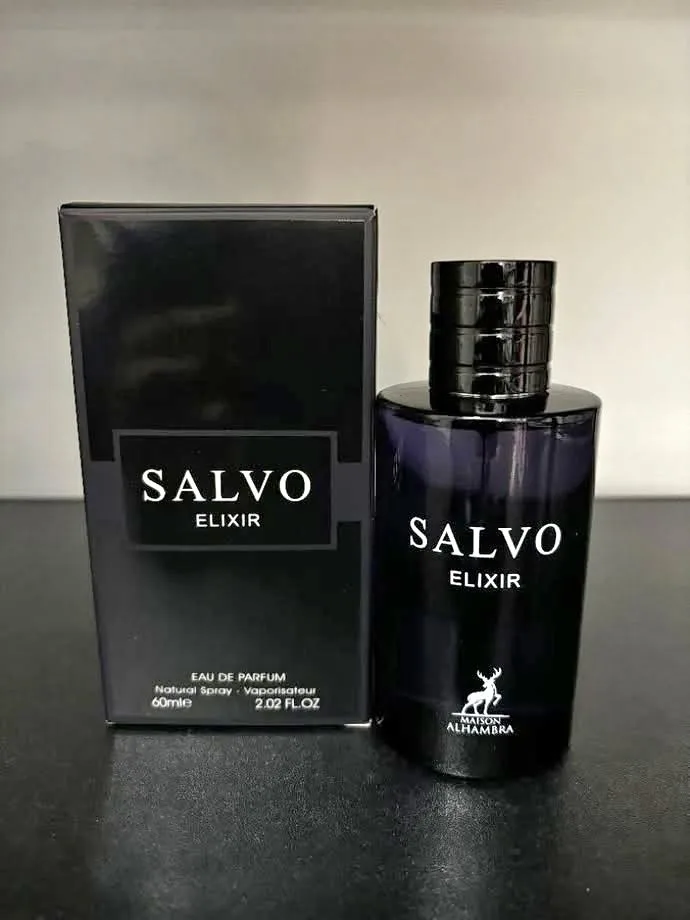 SALVO
ELIXIR
EAU DE PARFUM
Natural Spray - Vaporisateur
60ml℮ 2.02 FL.OZ
SALVO
ELIXIR
MAISON
ALHAMBRA